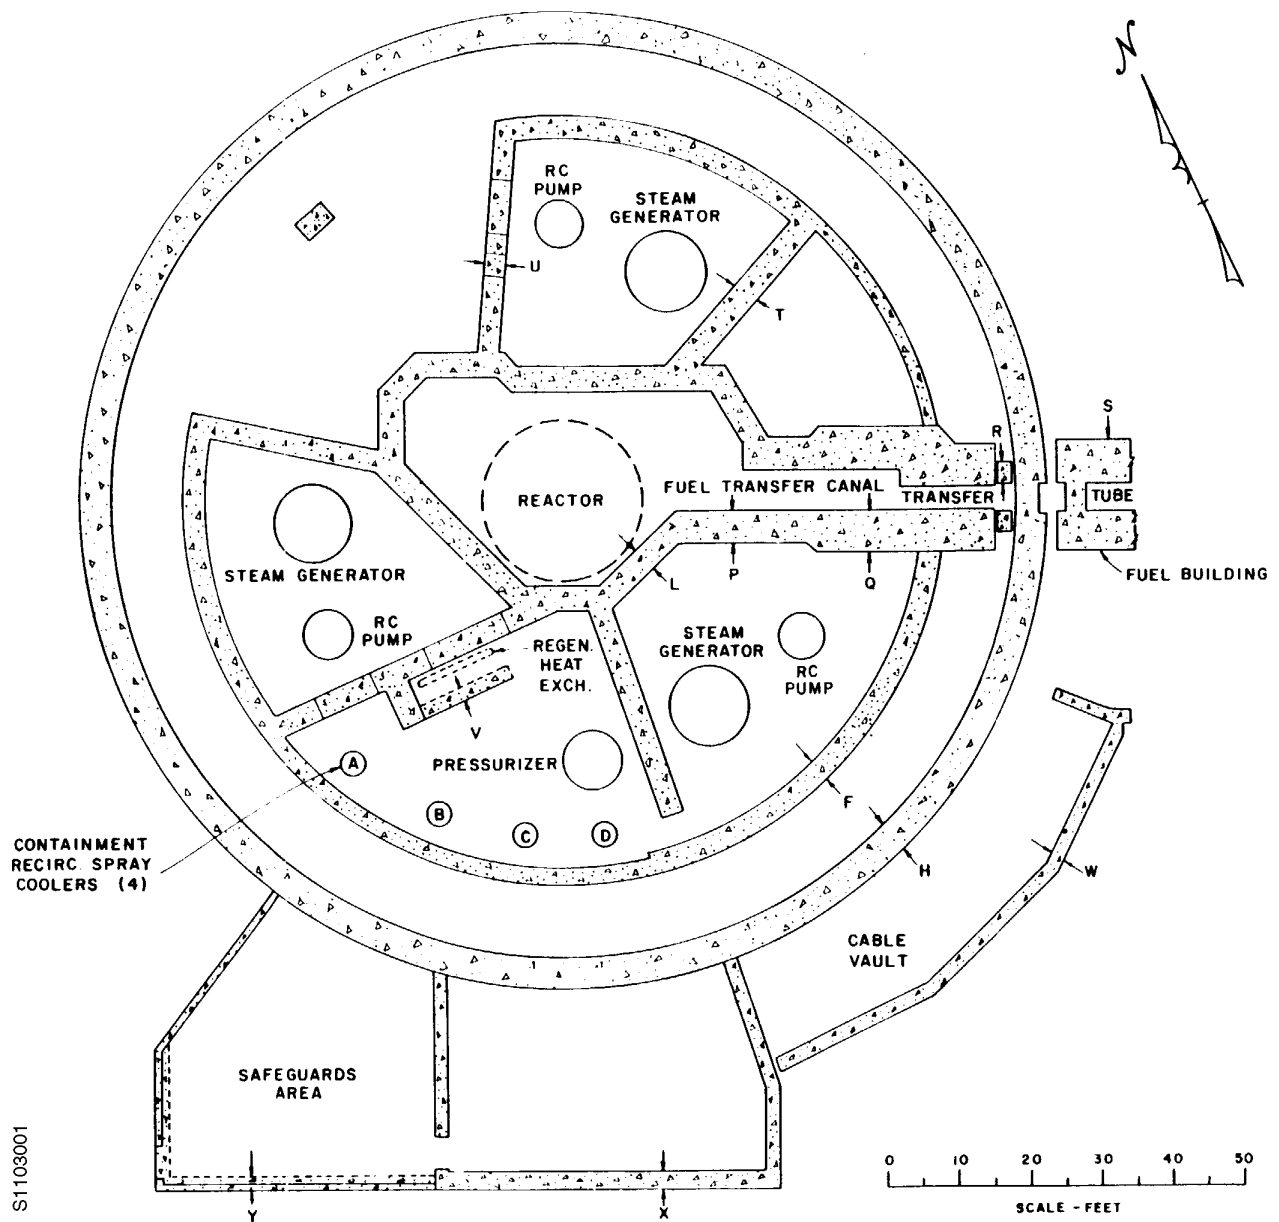 N
RC
PUMP
STEAM
GENERATOR
U
T
S
R
REACTOR
FUEL TRANSFER CANAL
TRANSFER
TUBE
STEAM GENERATOR
L
P
Q
FUEL BUILDING
RC
PUMP
REGEN.
HEAT
EXCH.
STEAM
GENERATOR
RC
PUMP
V
PRESSURIZER
A
B
C
D
F
H
W
CONTAINMENT
RECIRC. SPRAY
COOLERS (4)
CABLE
VAULT
SAFEGUARDS
AREA
S1103001
0 10 20 30 40 50
SCALE - FEET
Y
X